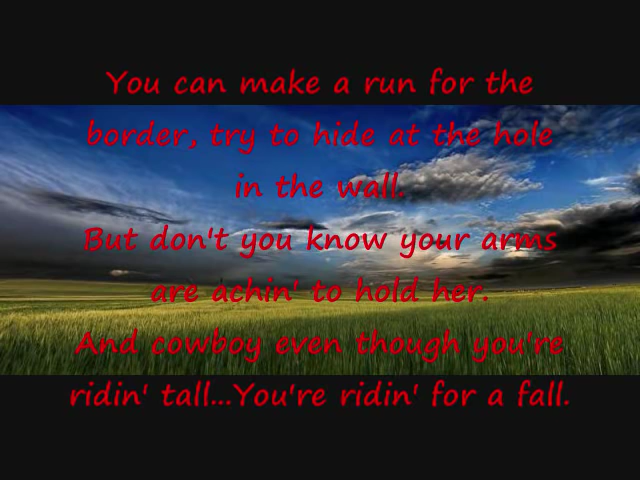 You can make a run for the
border, try to hide at the hole
in the wall.
But don't you know your arms
are achin' to hold her.
And cowboy even though you're
ridin' tall...You're ridin' for a fall.